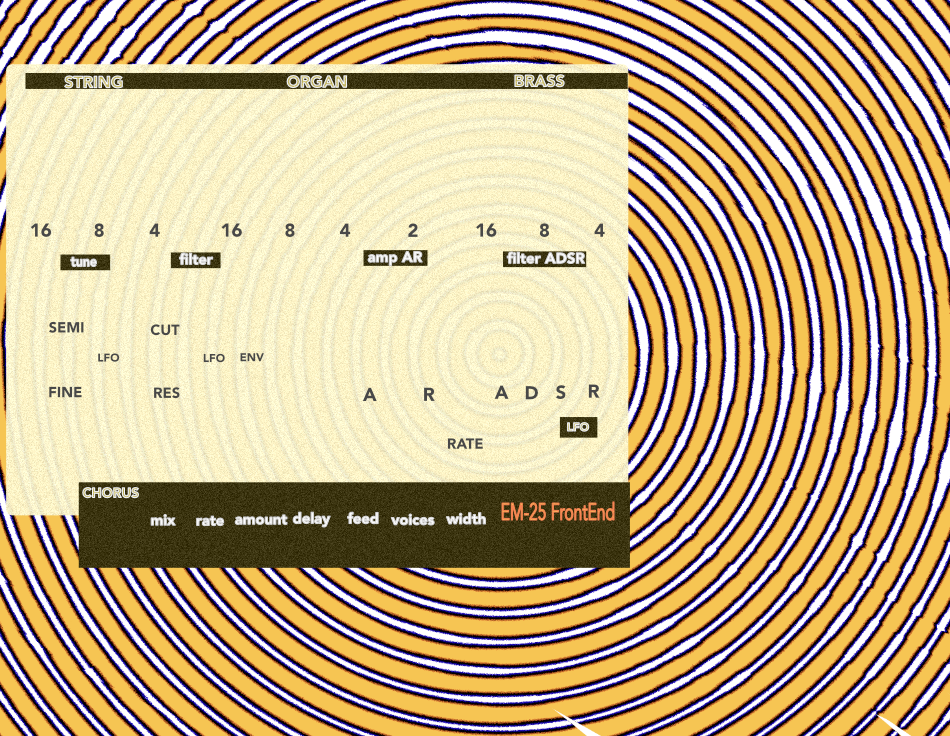 STRING ORGAN BRASS
16 8 4 16 8 4 2 16 8 4
tune filter amp AR filter ADSR
SEMI CUT
LFO LFO ENV
FINE RES A R A D S R
LFO
RATE
CHORUS
mix rate amount delay feed voices width EM-25 FrontEnd